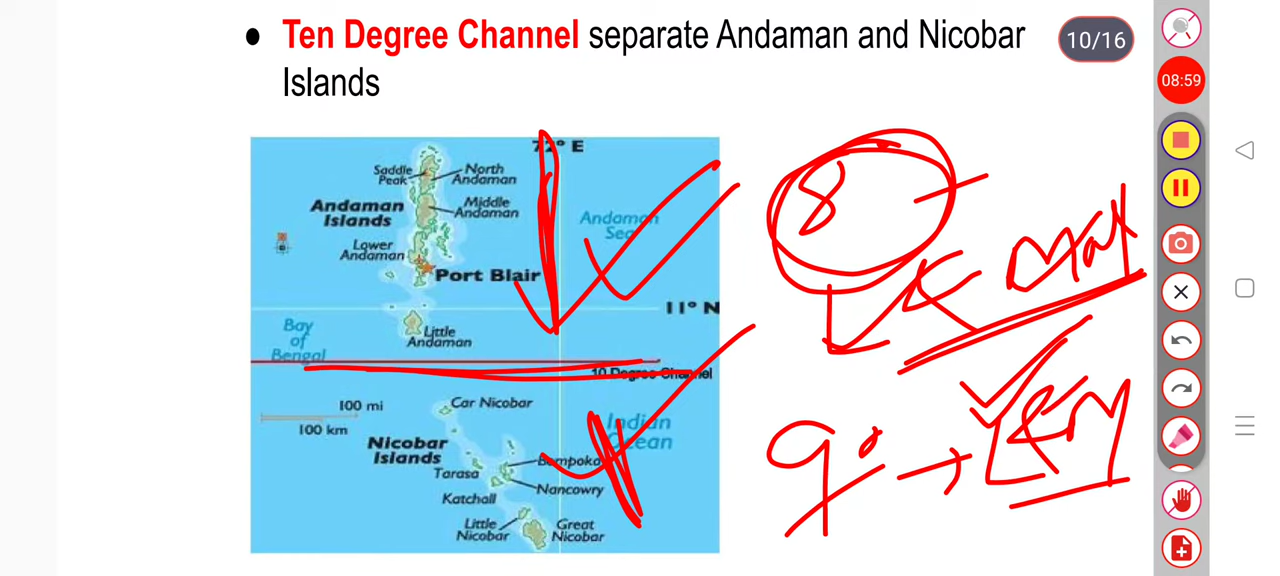 ● Ten Degree Channel separate Andaman and Nicobar
Islands
10/16
08:59
72° E
Saddle
Peak
North
Andaman
Andaman
Islands
Middle
Andaman
Andaman
Sea
Lower
Andaman
Port Blair
11° N
Bay
of
Bengal
Little
Andaman
10 Degree Channel
100 mi
100 km
Car Nicobar
Nicobar
Islands
Indian
Ocean
Bompoka
Tarasa
Nancowry
Katchall
Little
Nicobar
Great
Nicobar
8
9°